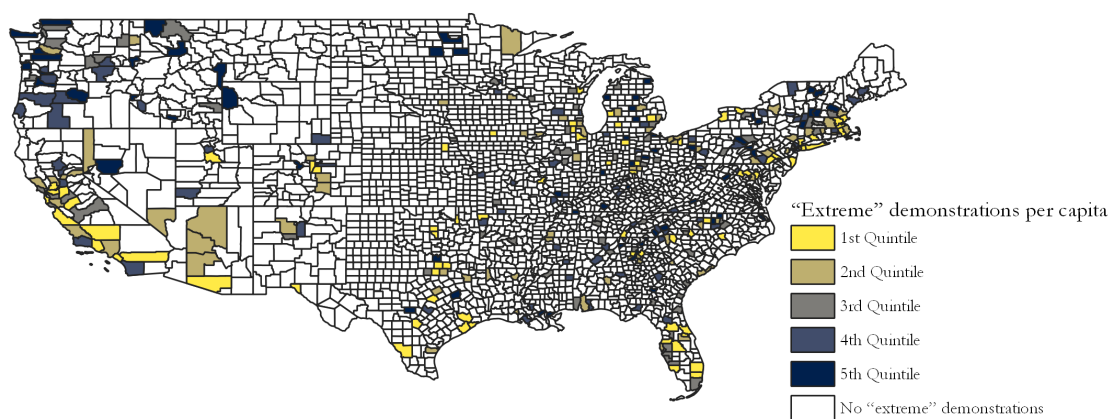 “Extreme” demonstrations per capita
1st Quintile
2nd Quintile
3rd Quintile
4th Quintile
5th Quintile
No “extreme” demonstrations